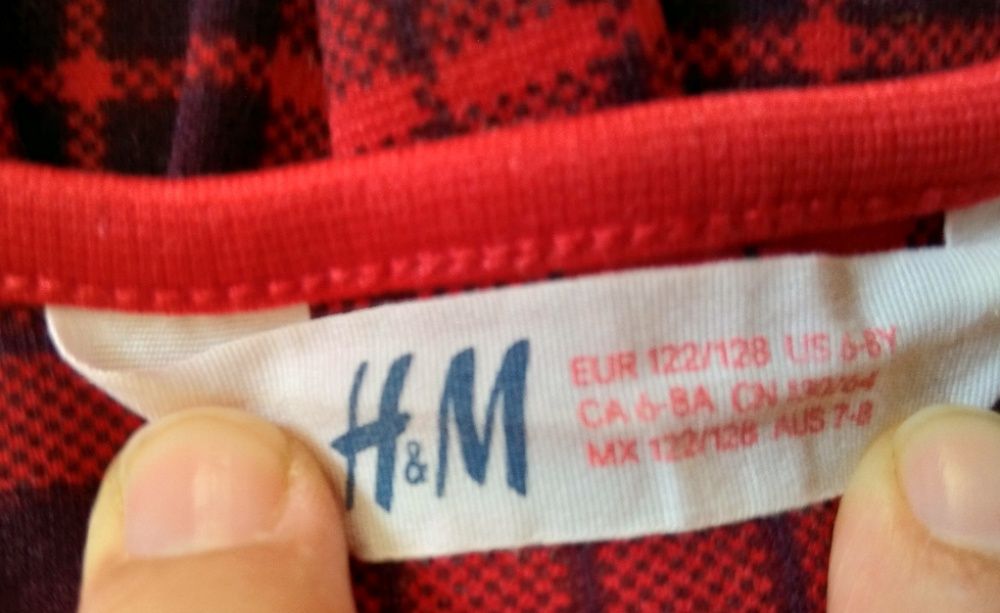 H&M
EUR 122/128 US 6-8Y
CA 6-8A CN
MX 122/128 AUS 7-8